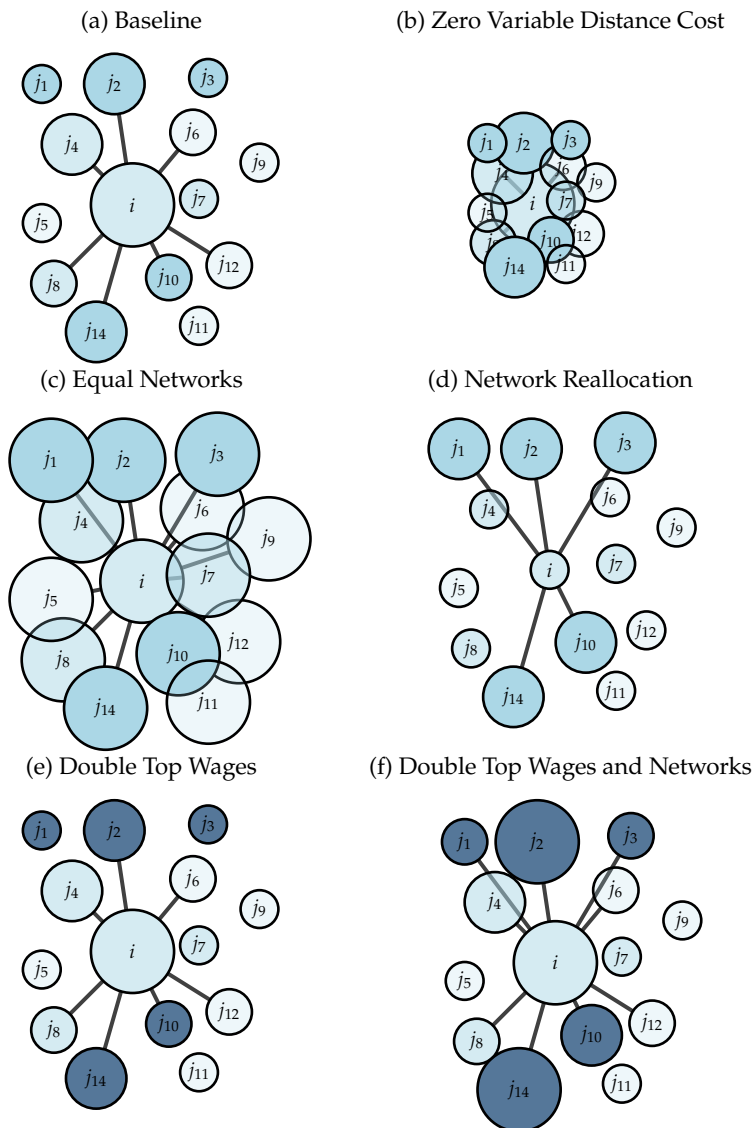 (a) Baseline
j1
j2
j3
j4
j6
j9
j7
i
j5
j12
j8
j10
j11
j14
(b) Zero Variable Distance Cost
j1
j2
j3
j4
j6
j9
j7
i
j5
j12
j10
j11
j14
(c) Equal Networks
j1
j2
j3
j4
j6
j9
j7
i
j5
j12
j8
j10
j11
j14
(d) Network Reallocation
j1
j2
j3
j4
j6
j9
j7
i
j5
j12
j8
j10
j11
j14
(e) Double Top Wages
j1
j2
j3
j4
j6
j9
j7
i
j5
j12
j8
j10
j11
j14
(f) Double Top Wages and Networks
j1
j2
j3
j4
j6
j9
j7
i
j5
j12
j8
j10
j11
j14